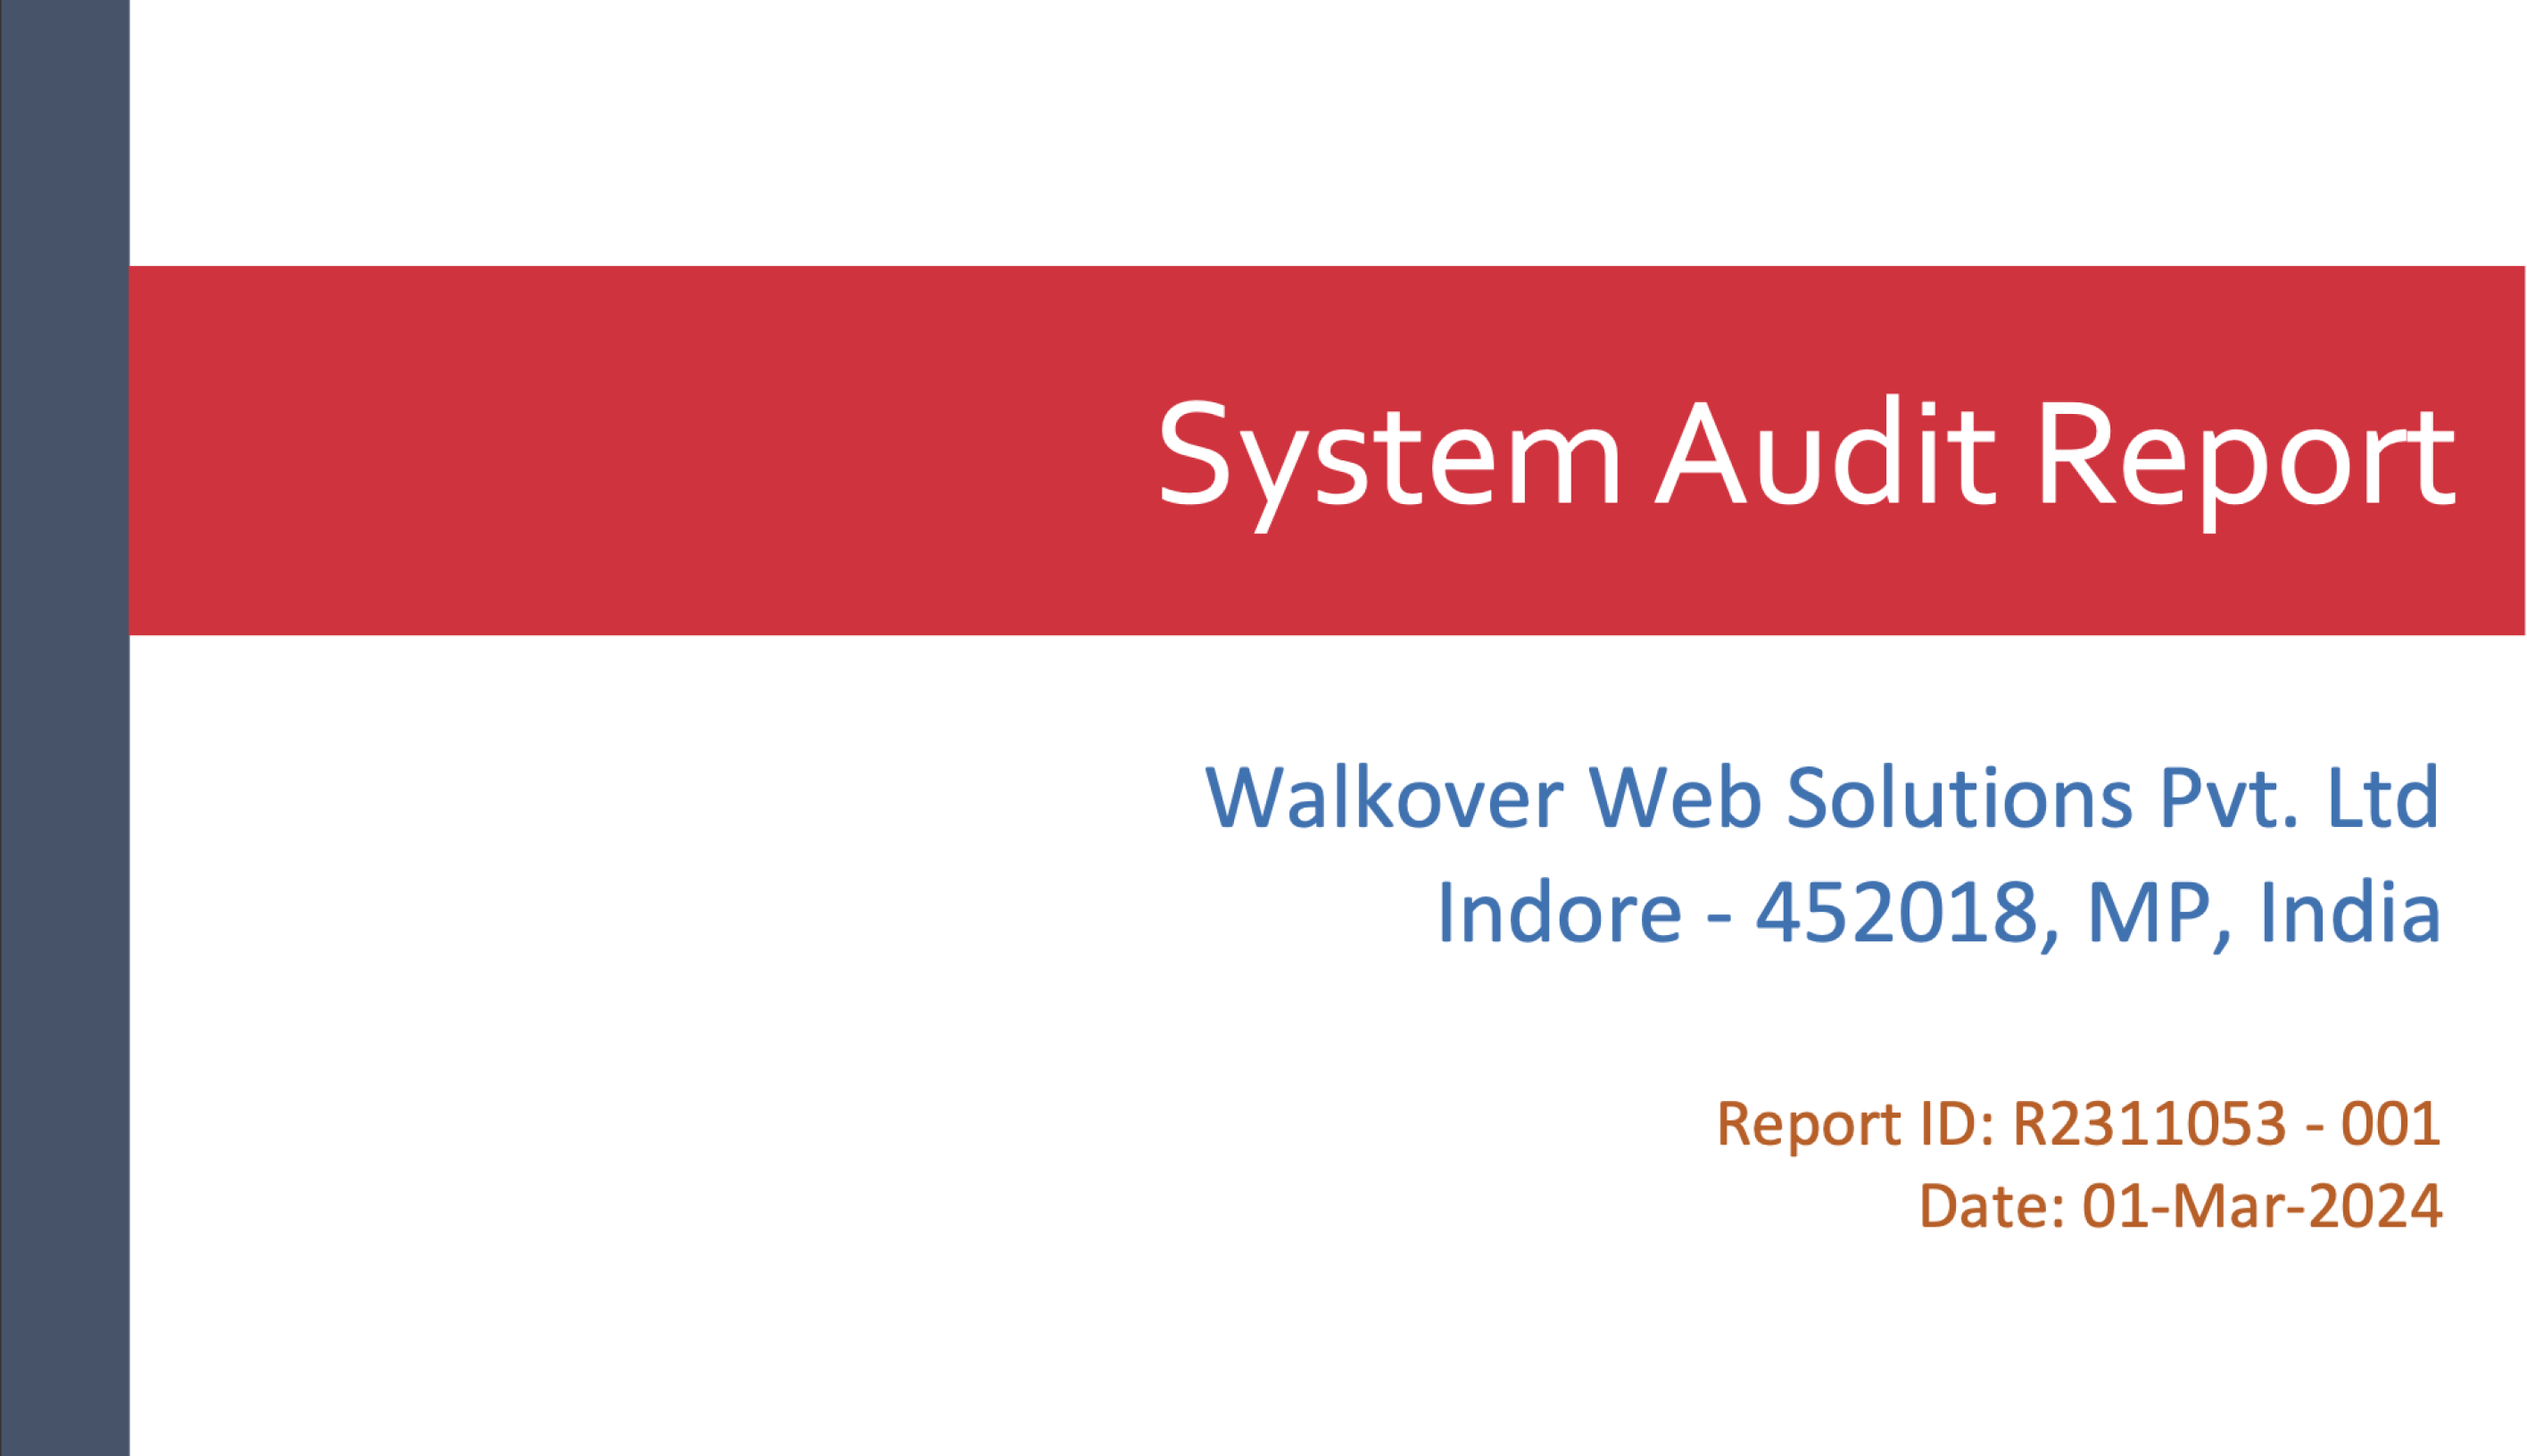 System Audit Report
Walkover Web Solutions Pvt. Ltd
Indore - 452018, MP, India
Report ID: R2311053 - 001
Date: 01-Mar-2024